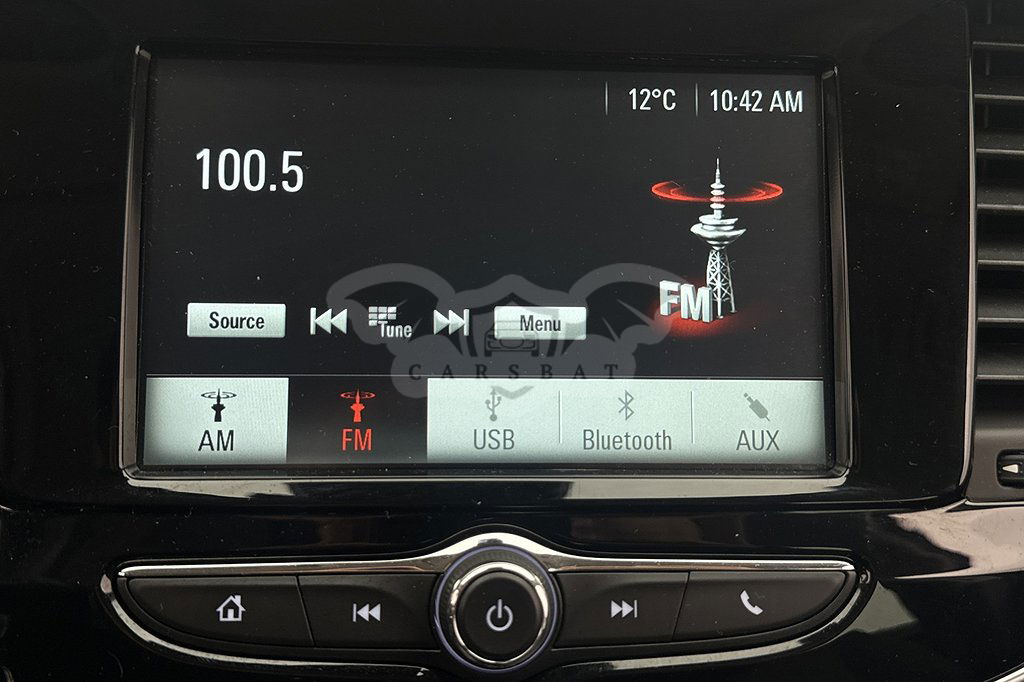 12°C 10:42 AM
100.5
FM
Source Tune Menu
CARSBAT
AM FM USB Bluetooth AUX